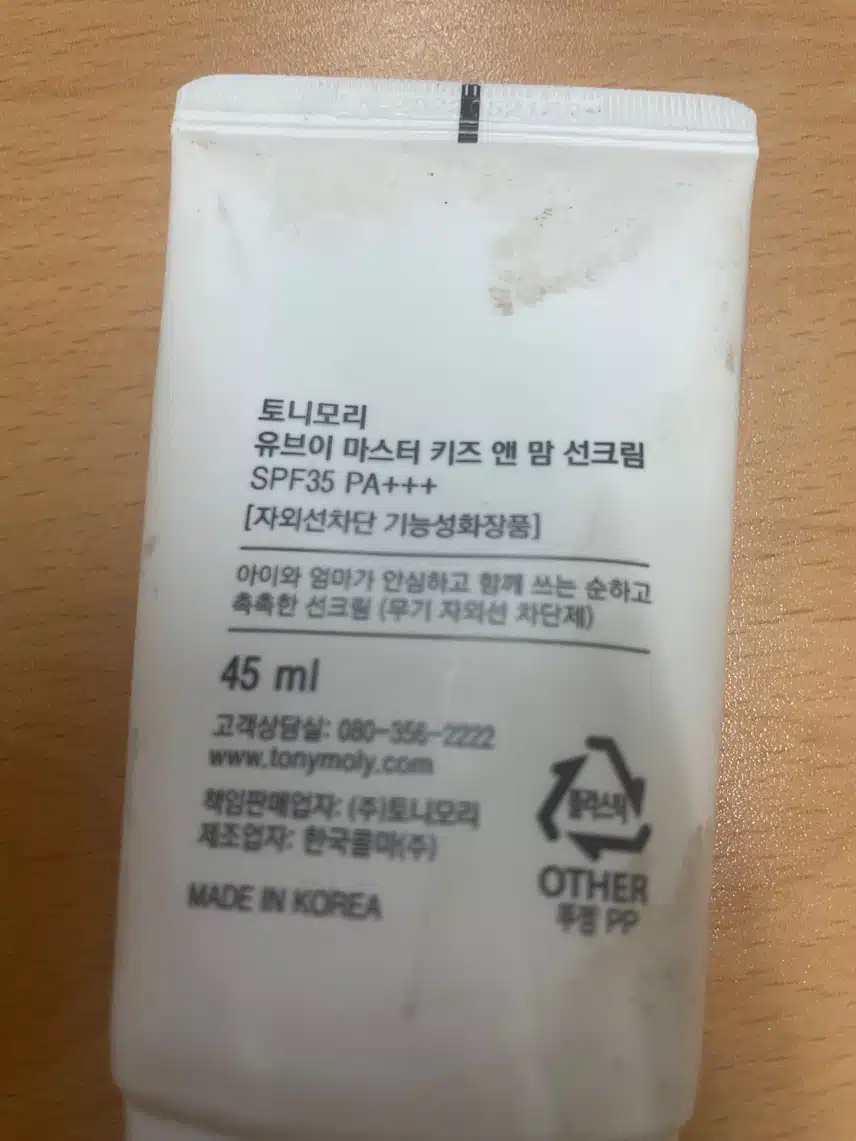 토니모리
유브이 마스터 키즈 앤 맘 선크림
SPF35 PA+++
[자외선차단 기능성화장품]
아이와 엄마가 안심하고 함께 쓰는 순하고
촉촉한 선크림 (무기 자외선 차단제)
45 ml
고객상담실: 080-356-2222
www.tonymoly.com
책임판매업자: (주)토니모리
제조업자: 한국콜마(주)
MADE IN KOREA
플라스틱
OTHER
뚜껑 PP